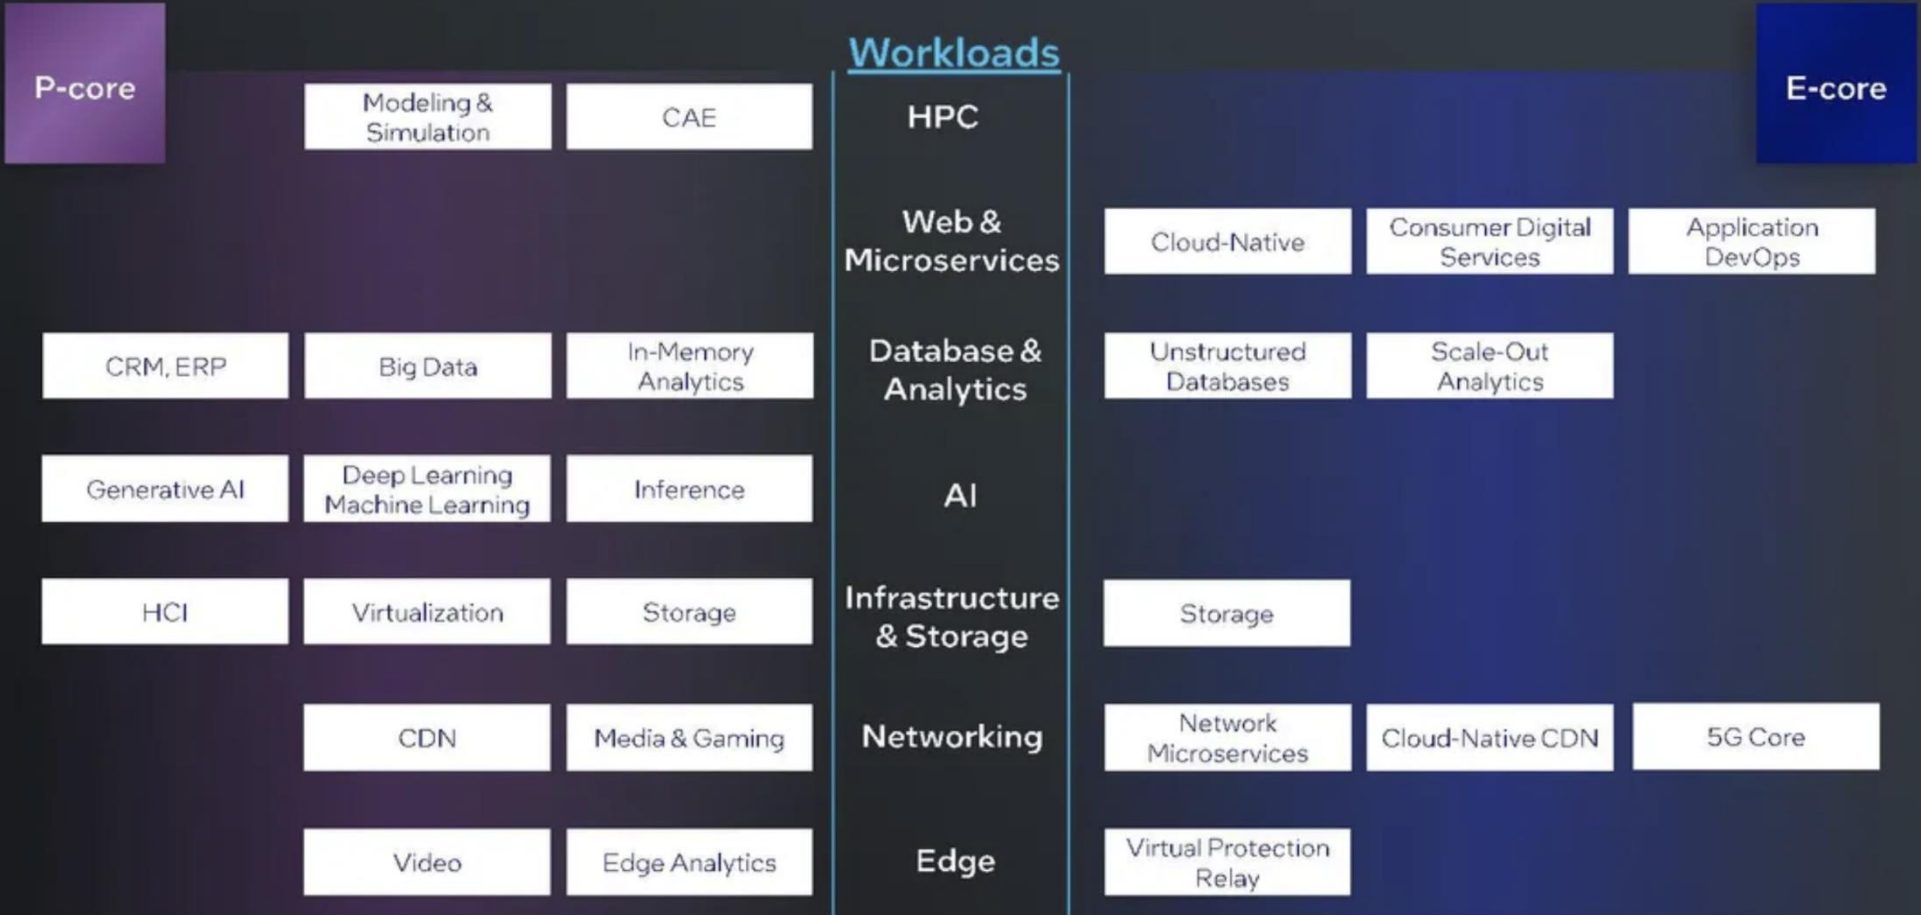 P-core
Workloads
E-core
Modeling &
Simulation
CAE
HPC
Web &
Microservices
Cloud-Native
Consumer Digital
Services
Application
DevOps
CRM, ERP
Big Data
In-Memory
Analytics
Database &
Analytics
Unstructured
Databases
Scale-Out
Analytics
Generative AI
Deep Learning
Machine Learning
Inference
AI
HCI
Virtualization
Storage
Infrastructure
& Storage
Storage
CDN
Media & Gaming
Networking
Network
Microservices
Cloud-Native CDN
5G Core
Video
Edge Analytics
Edge
Virtual Protection
Relay